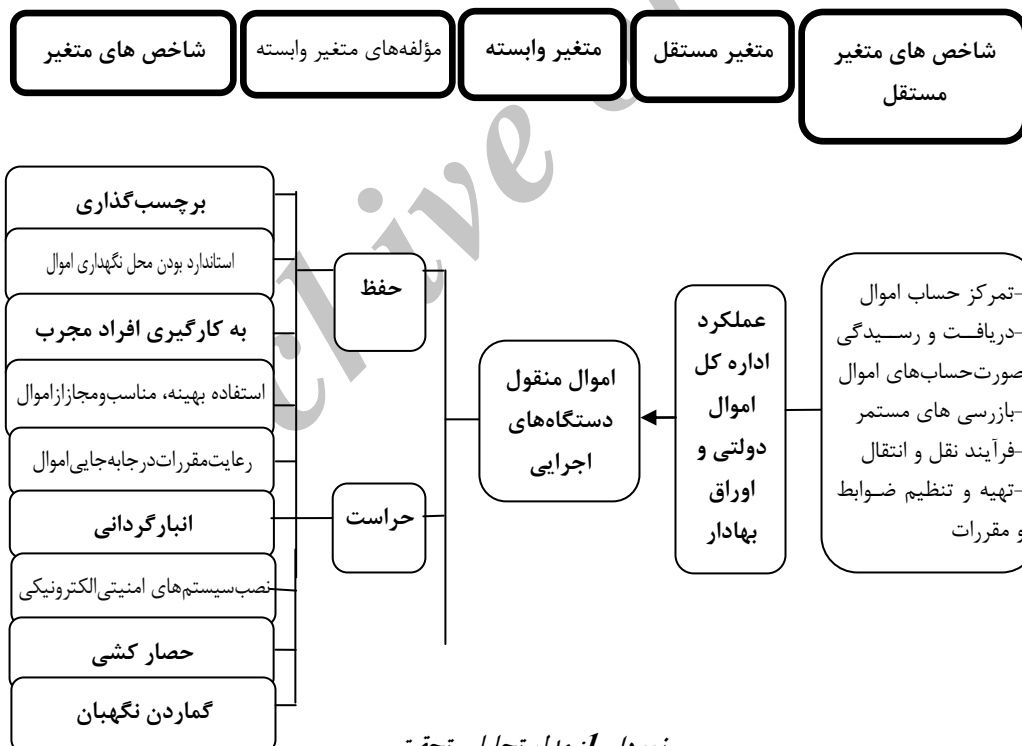 شاخص های متغیر
مستقل
متغیر مستقل
متغیر وابسته
مؤلفه‌های متغیر وابسته
شاخص های متغیر
-تمرکز حساب اموال
-دریافت و رسیدگی
صورت‌حساب‌های اموال
-بازرسی های مستمر
-فرآیند نقل و انتقال
-تهیه و تنظیم ضوابط
و مقررات
عملکرد
اداره کل
اموال
دولتی و
اوراق
بهادار
اموال منقول
دستگاه‌های
اجرایی
حفظ
حراست
برچسب‌گذاری
استاندارد بودن محل نگهداری اموال
به کارگیری افراد مجرب
استفاده بهینه، مناسب‌ومجازازاموال
رعایت‌مقررات‌درجابه‌جایی‌اموال
انبارگردانی
نصب‌سیستم‌های امنیتی‌الکترونیکی
حصار کشی
گماردن نگهبان